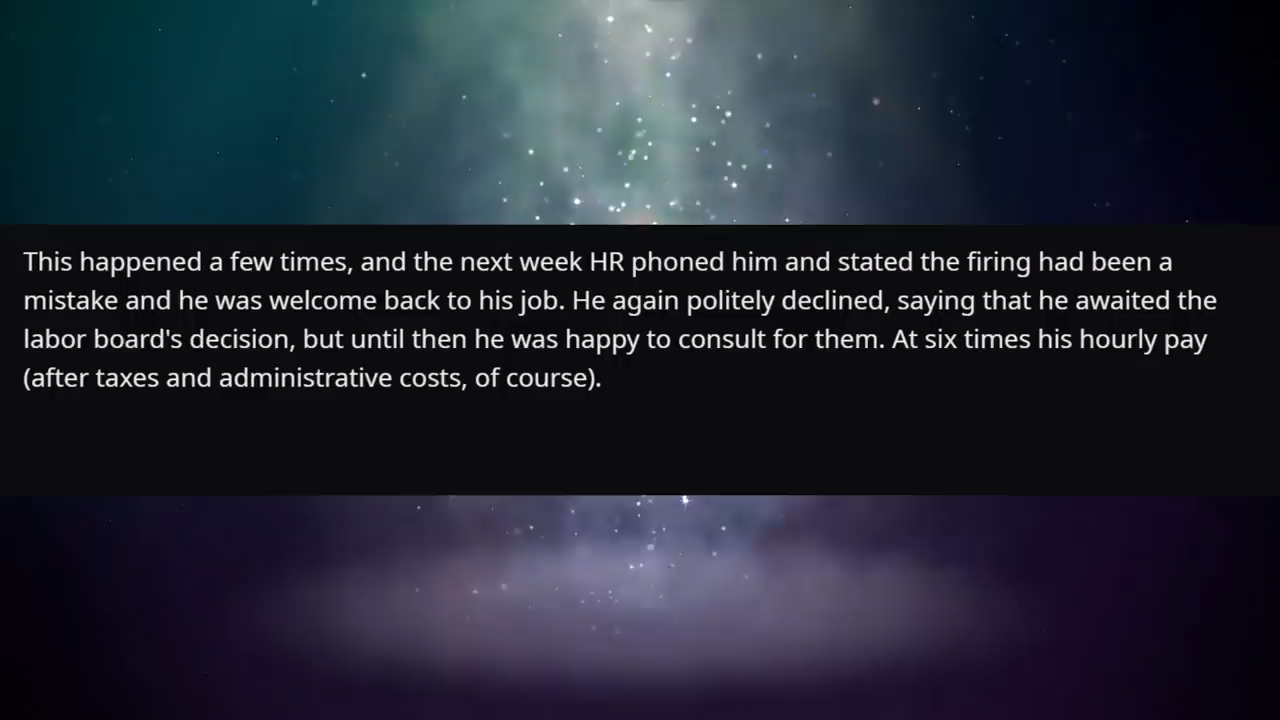 This happened a few times, and the next week HR phoned him and stated the firing had been a
mistake and he was welcome back to his job. He again politely declined, saying that he awaited the
labor board's decision, but until then he was happy to consult for them. At six times his hourly pay
(after taxes and administrative costs, of course).